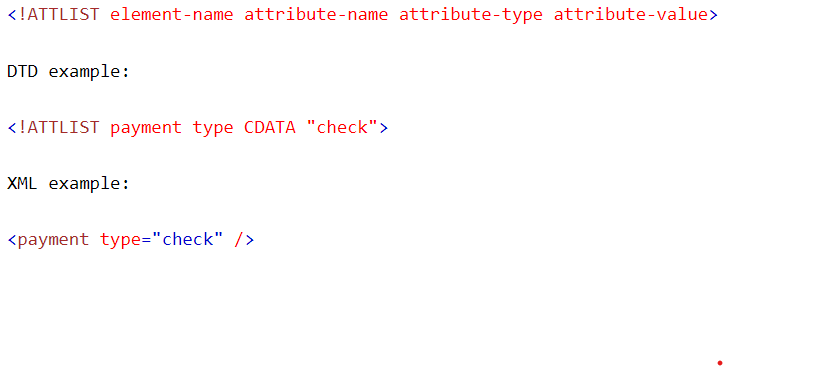 <!ATTLIST element-name attribute-name attribute-type attribute-value>
DTD example:
<!ATTLIST payment type CDATA "check">
XML example:
<payment type="check" />